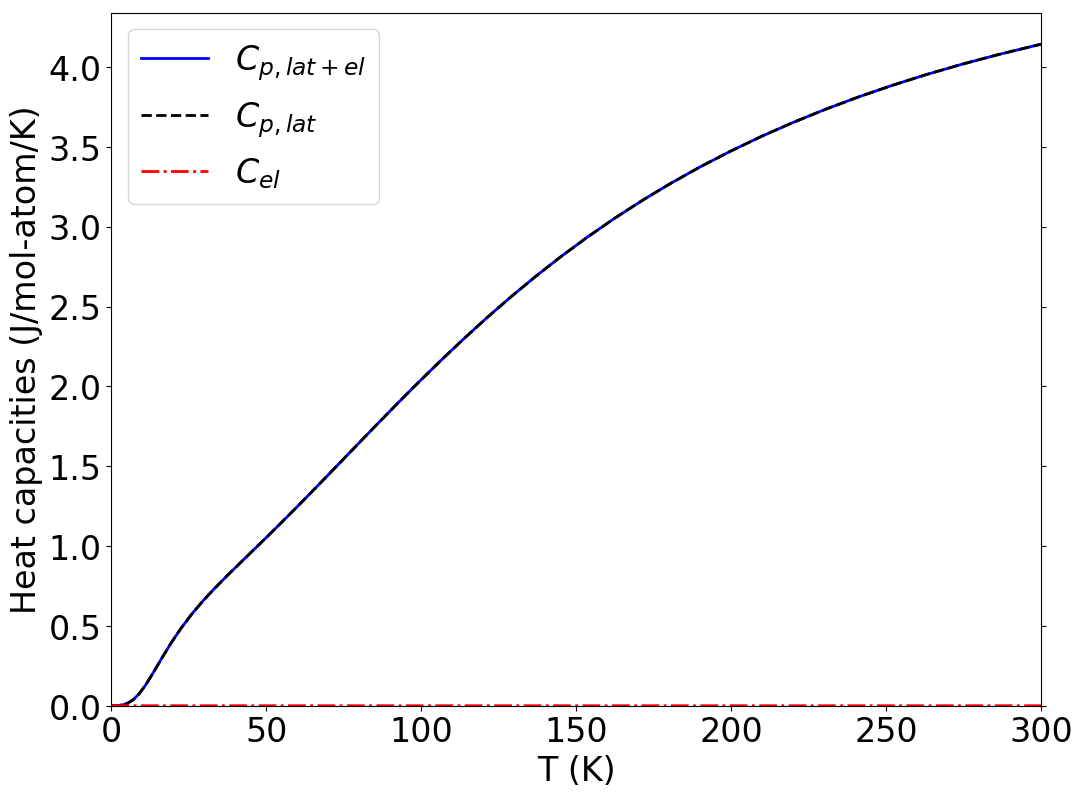 C_{p, lat+el}
C_{p, lat}
C_{el}
Heat capacities (J/mol-atom/K)
4.0
3.5
3.0
2.5
2.0
1.5
1.0
0.5
0.0
0 50 100 150 200 250 300
T (K)